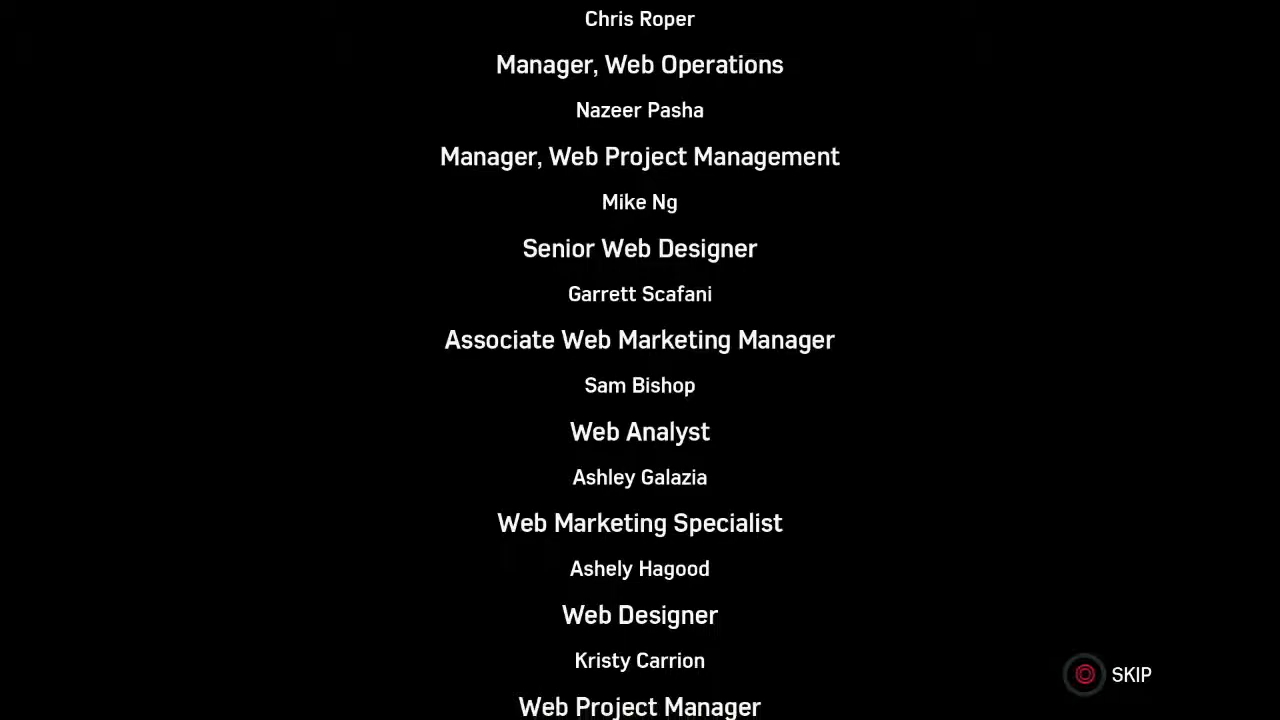 Chris Roper
Manager, Web Operations
Nazeer Pasha
Manager, Web Project Management
Mike Ng
Senior Web Designer
Garrett Scafani
Associate Web Marketing Manager
Sam Bishop
Web Analyst
Ashley Galazia
Web Marketing Specialist
Ashely Hagood
Web Designer
Kristy Carrion
SKIP
Web Project Manager